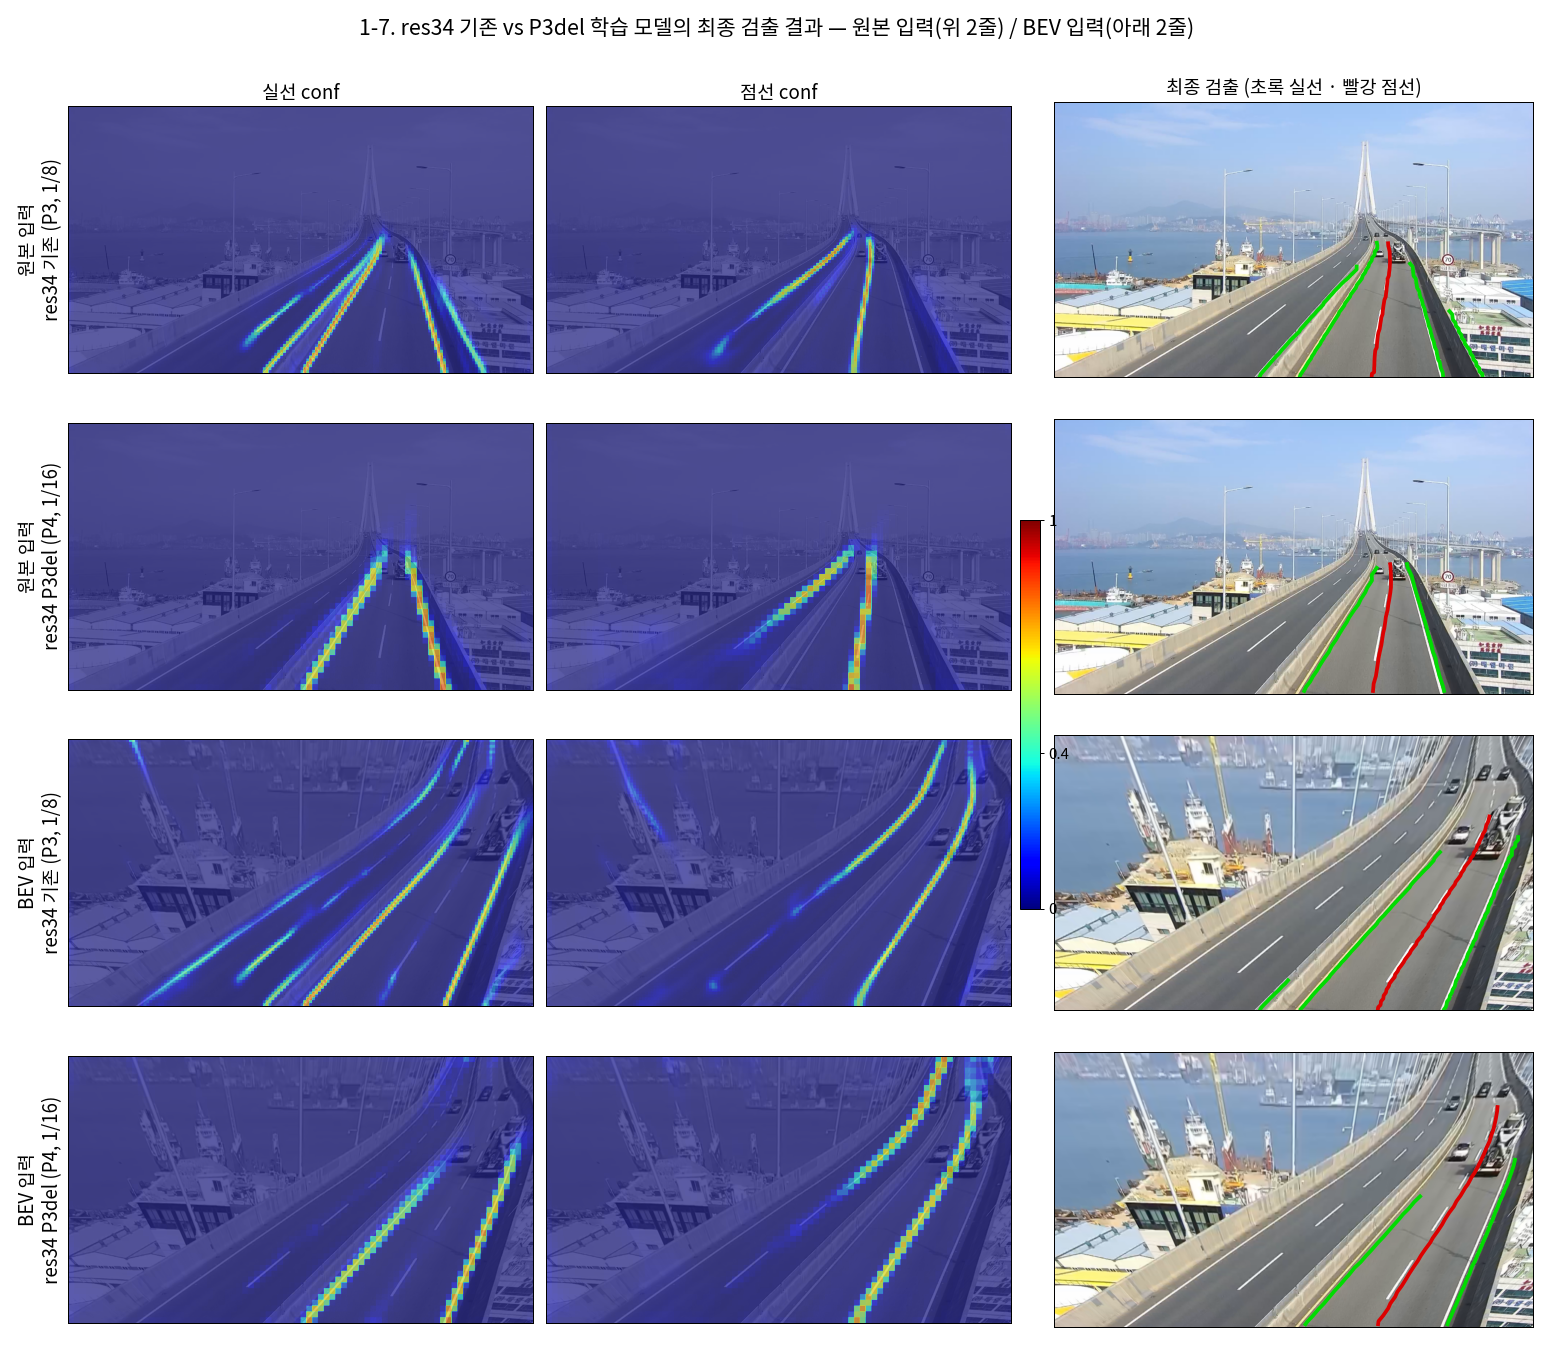 1-7. res34 기존 vs P3del 학습 모델의 최종 검출 결과 — 원본 입력(위 2줄) / BEV 입력(아래 2줄)
실선 conf
점선 conf
최종 검출 (초록 실선 · 빨강 점선)
원본 입력
res34 기존 (P3, 1/8)
원본 입력
res34 P3del (P4, 1/16)
1
0.4
0
BEV 입력
res34 기존 (P3, 1/8)
BEV 입력
res34 P3del (P4, 1/16)
70